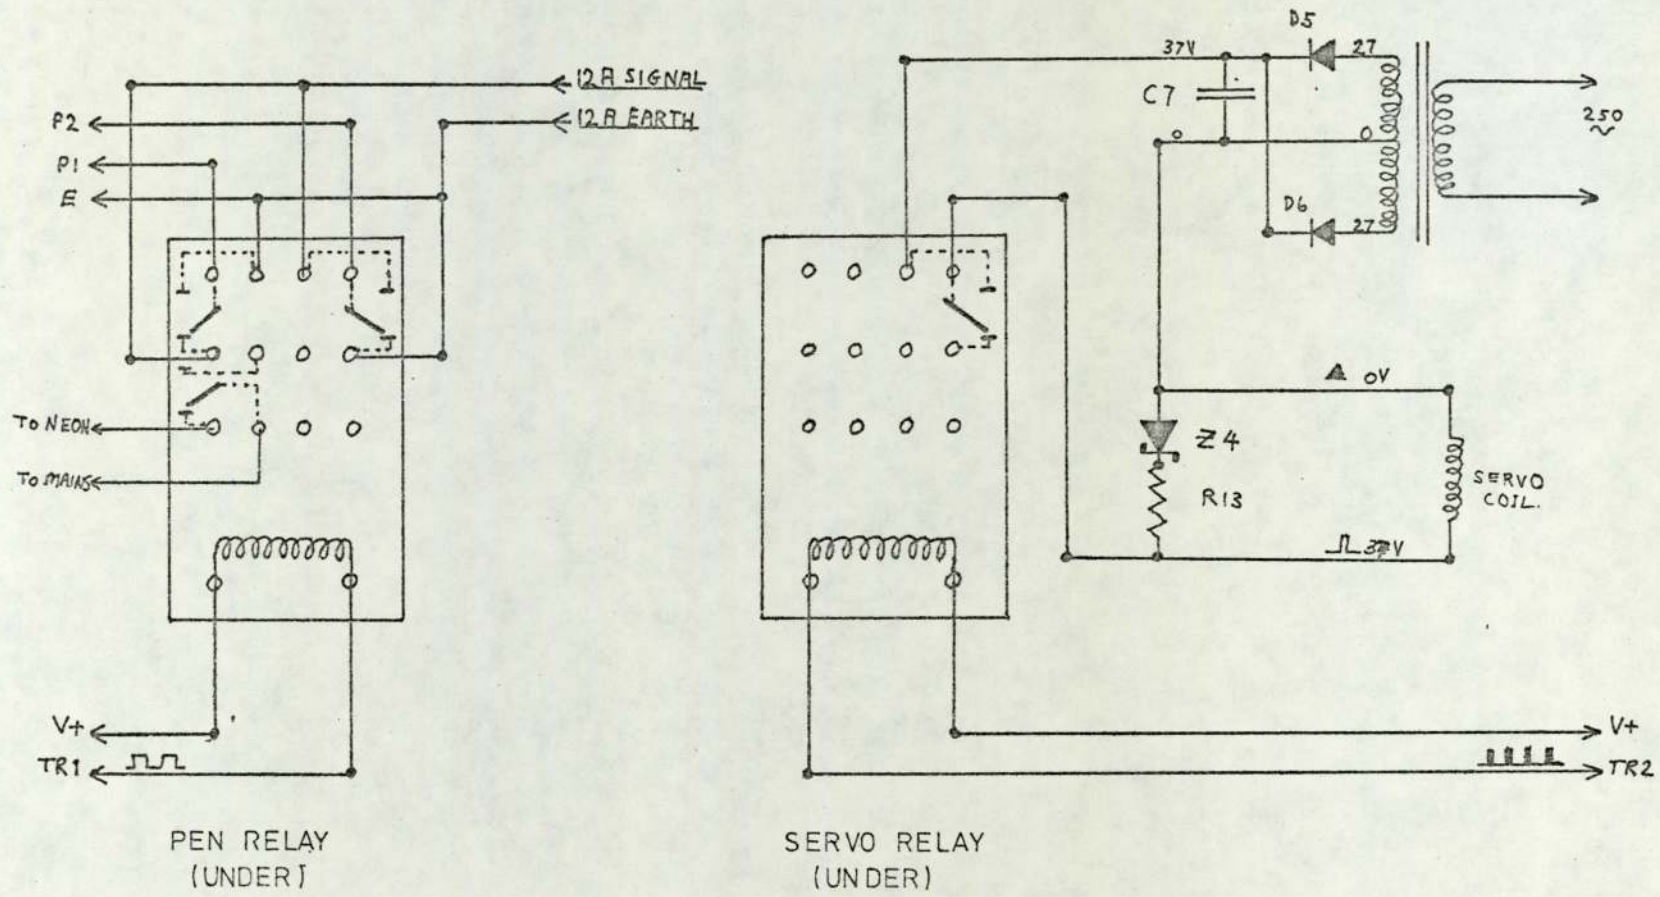 12A SIGNAL
12A EARTH
P2
P1
E
TO NEON
TO MAINS
V+
TR1
PEN RELAY
(UNDER)
37V
D5
27
C7
0
0
250
D6
27
0V
Z4
R13
SERVO
COIL.
V+
TR2
SERVO RELAY
(UNDER)